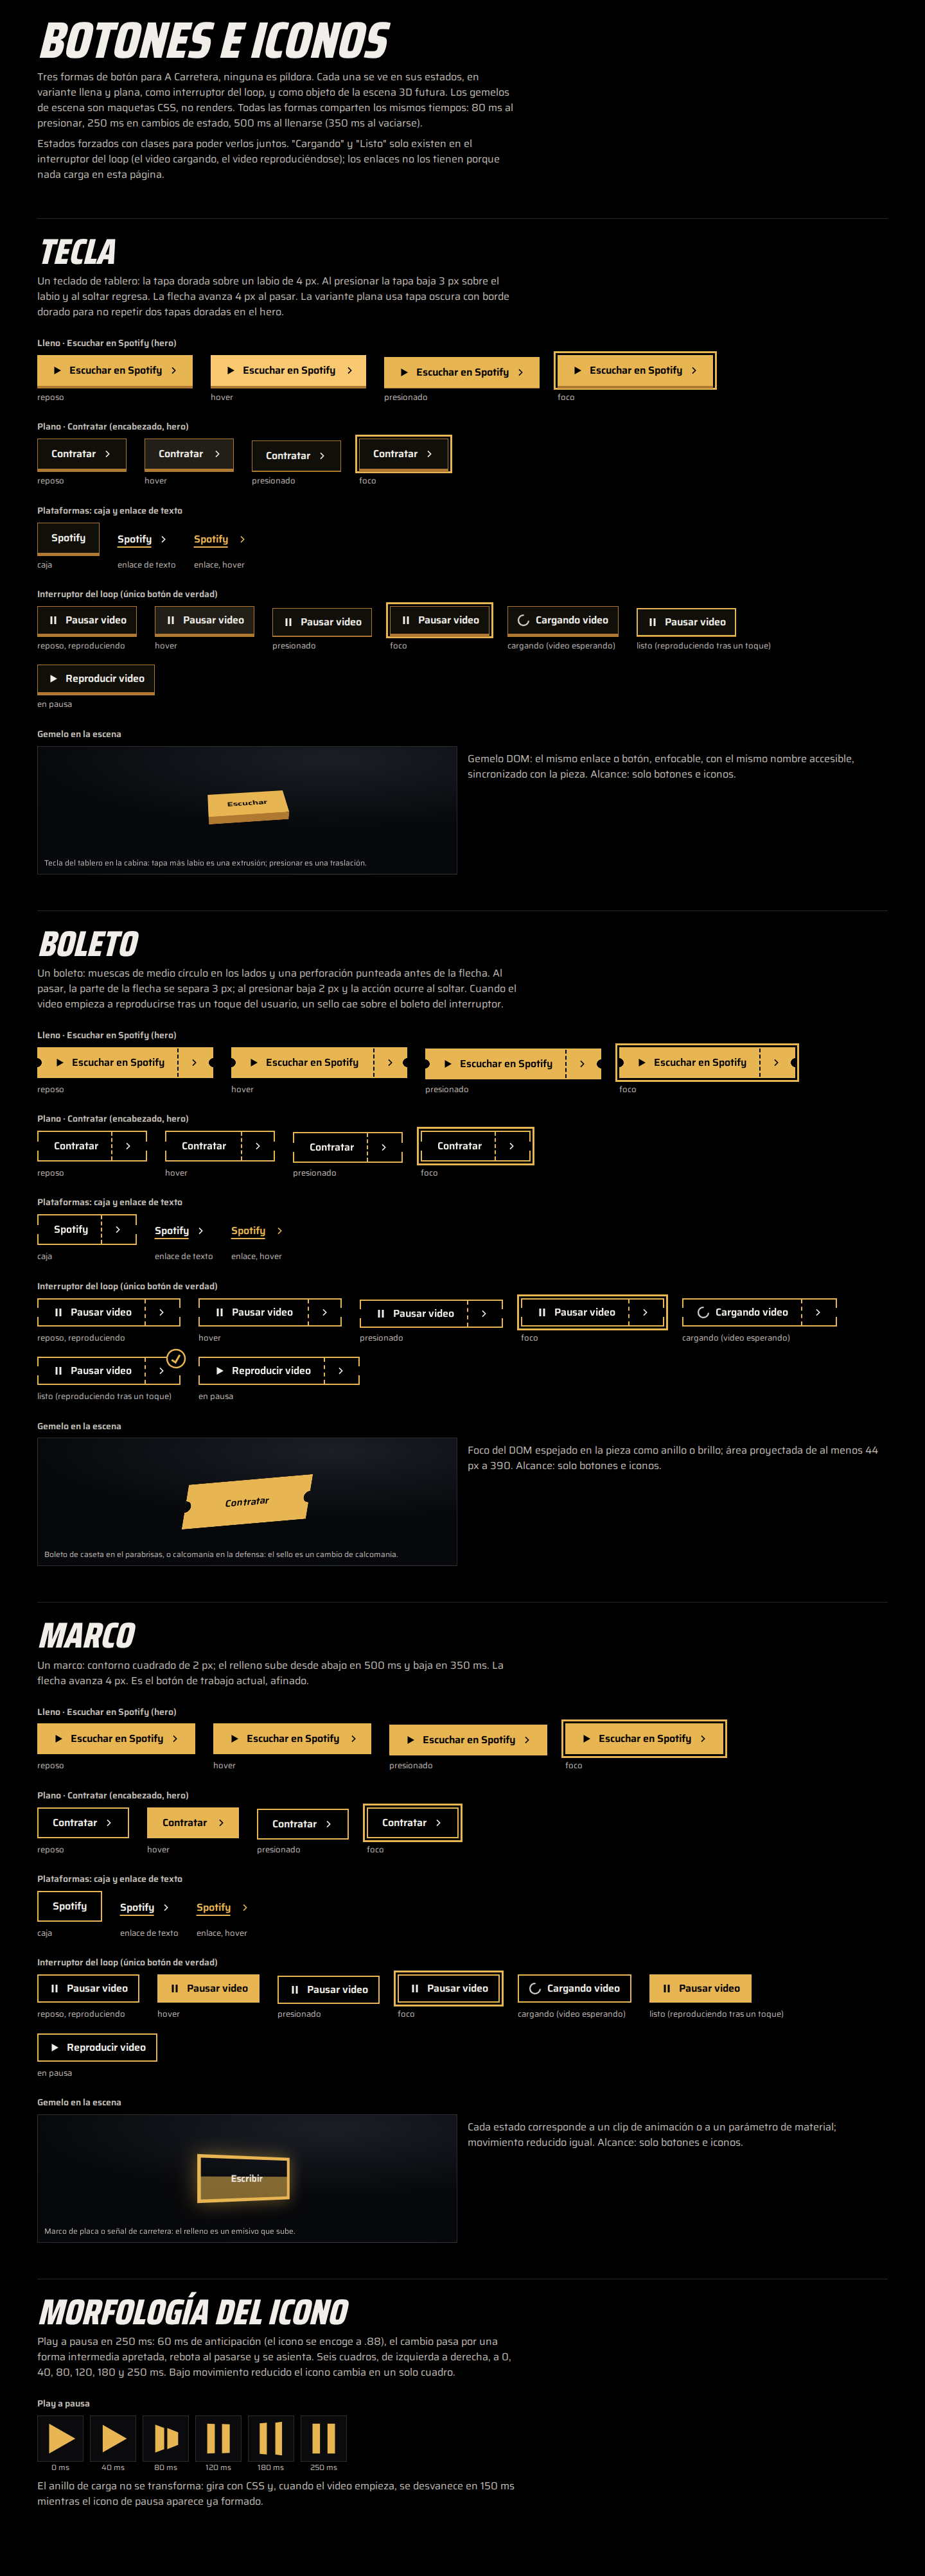 BOTONES E ICONOS
Tres formas de botón para A Carretera, ninguna es píldora. Cada una se ve en sus estados, en
variante llena y plana, como interruptor del loop, y como objeto de la escena 3D futura. Los gemelos
de escena son maquetas CSS, no renders. Todas las formas comparten los mismos tiempos: 80 ms al
presionar, 250 ms en cambios de estado, 500 ms al llenarse (350 ms al vaciarse).
Estados forzados con clases para poder verlos juntos. "Cargando" y "Listo" solo existen en el
interruptor del loop (el video cargando, el video reproduciéndose); los enlaces no los tienen porque
nada carga en esta página.
TECLA
Un teclado de tablero: la tapa dorada sobre un labio de 4 px. Al presionar la tapa baja 3 px sobre el
labio y al soltar regresa. La flecha avanza 4 px al pasar. La variante plana usa tapa oscura con borde
dorado para no repetir dos tapas doradas en el hero.
Lleno · Escuchar en Spotify (hero)
Escuchar en Spotify Escuchar en Spotify Escuchar en Spotify Escuchar en Spotify
reposo hover presionado foco
Plano · Contratar (encabezado, hero)
Contratar Contratar Contratar Contratar
reposo hover presionado foco
Plataformas: caja y enlace de texto
Spotify Spotify Spotify
caja enlace de texto enlace, hover
Interruptor del loop (único botón de verdad)
Pausar video Pausar video Pausar video Pausar video Cargando video Pausar video
reposo, reproduciendo hover presionado foco cargando (video esperando) listo (reproduciendo tras un toque)
Reproducir video
en pausa
Gemelo en la escena
Gemelo DOM: el mismo enlace o botón, enfocable, con el mismo nombre accesible,
sincronizado con la pieza. Alcance: solo botones e iconos.
Escuchar
Tecla del tablero en la cabina: tapa más labio es una extrusión; presionar es una traslación.
BOLETO
Un boleto: muescas de medio círculo en los lados y una perforación punteada antes de la flecha. Al
pasar, la parte de la flecha se separa 3 px; al presionar baja 2 px y la acción ocurre al soltar. Cuando el
video empieza a reproducirse tras un toque del usuario, un sello cae sobre el boleto del interruptor.
Lleno · Escuchar en Spotify (hero)
Escuchar en Spotify Escuchar en Spotify Escuchar en Spotify Escuchar en Spotify
reposo hover presionado foco
Plano · Contratar (encabezado, hero)
Contratar Contratar Contratar Contratar
reposo hover presionado foco
Plataformas: caja y enlace de texto
Spotify Spotify Spotify
caja enlace de texto enlace, hover
Interruptor del loop (único botón de verdad)
Pausar video Pausar video Pausar video Pausar video Cargando video
reposo, reproduciendo hover presionado foco cargando (video esperando)
Pausar video Reproducir video
listo (reproduciendo tras un toque) en pausa
Gemelo en la escena
Foco del DOM espejado en la pieza como anillo o brillo; área proyectada de al menos 44
px a 390. Alcance: solo botones e iconos.
Contratar
Boleto de caseta en el parabrisas, o calcomanía en la defensa: el sello es un cambio de calcomanía.
MARCO
Un marco: contorno cuadrado de 2 px; el relleno sube desde abajo en 500 ms y baja en 350 ms. La
flecha avanza 4 px. Es el botón de trabajo actual, afinado.
Lleno · Escuchar en Spotify (hero)
Escuchar en Spotify Escuchar en Spotify Escuchar en Spotify Escuchar en Spotify
reposo hover presionado foco
Plano · Contratar (encabezado, hero)
Contratar Contratar Contratar Contratar
reposo hover presionado foco
Plataformas: caja y enlace de texto
Spotify Spotify Spotify
caja enlace de texto enlace, hover
Interruptor del loop (único botón de verdad)
Pausar video Pausar video Pausar video Pausar video Cargando video Pausar video
reposo, reproduciendo hover presionado foco cargando (video esperando) listo (reproduciendo tras un toque)
Reproducir video
en pausa
Gemelo en la escena
Cada estado corresponde a un clip de animación o a un parámetro de material;
movimiento reducido igual. Alcance: solo botones e iconos.
Escribir
Marco de placa o señal de carretera: el relleno es un emisivo que sube.
MORFOLOGÍA DEL ICONO
Play a pausa en 250 ms: 60 ms de anticipación (el icono se encoge a .88), el cambio pasa por una
forma intermedia apretada, rebota al pasarse y se asienta. Seis cuadros, de izquierda a derecha, a 0,
40, 80, 120, 180 y 250 ms. Bajo movimiento reducido el icono cambia en un solo cuadro.
Play a pausa
0 ms 40 ms 80 ms 120 ms 180 ms 250 ms
El anillo de carga no se transforma: gira con CSS y, cuando el video empieza, se desvanece en 150 ms
mientras el icono de pausa aparece ya formado.